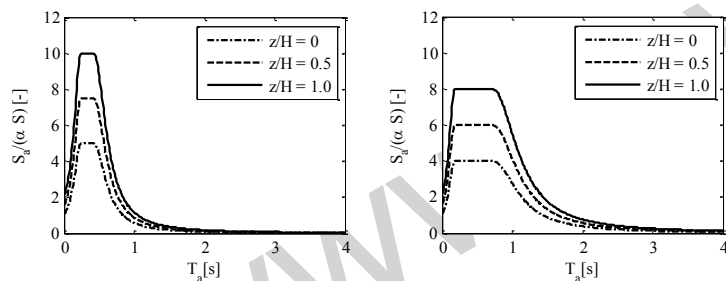 12
10
8
6
4
2
0
S_a/(α S) [-]
0
1
2
3
4
T_a[s]
z/H = 0
z/H = 0.5
z/H = 1.0
12
10
8
6
4
2
0
S_a/(α S) [-]
0
1
2
3
4
T_a[s]
z/H = 0
z/H = 0.5
z/H = 1.0